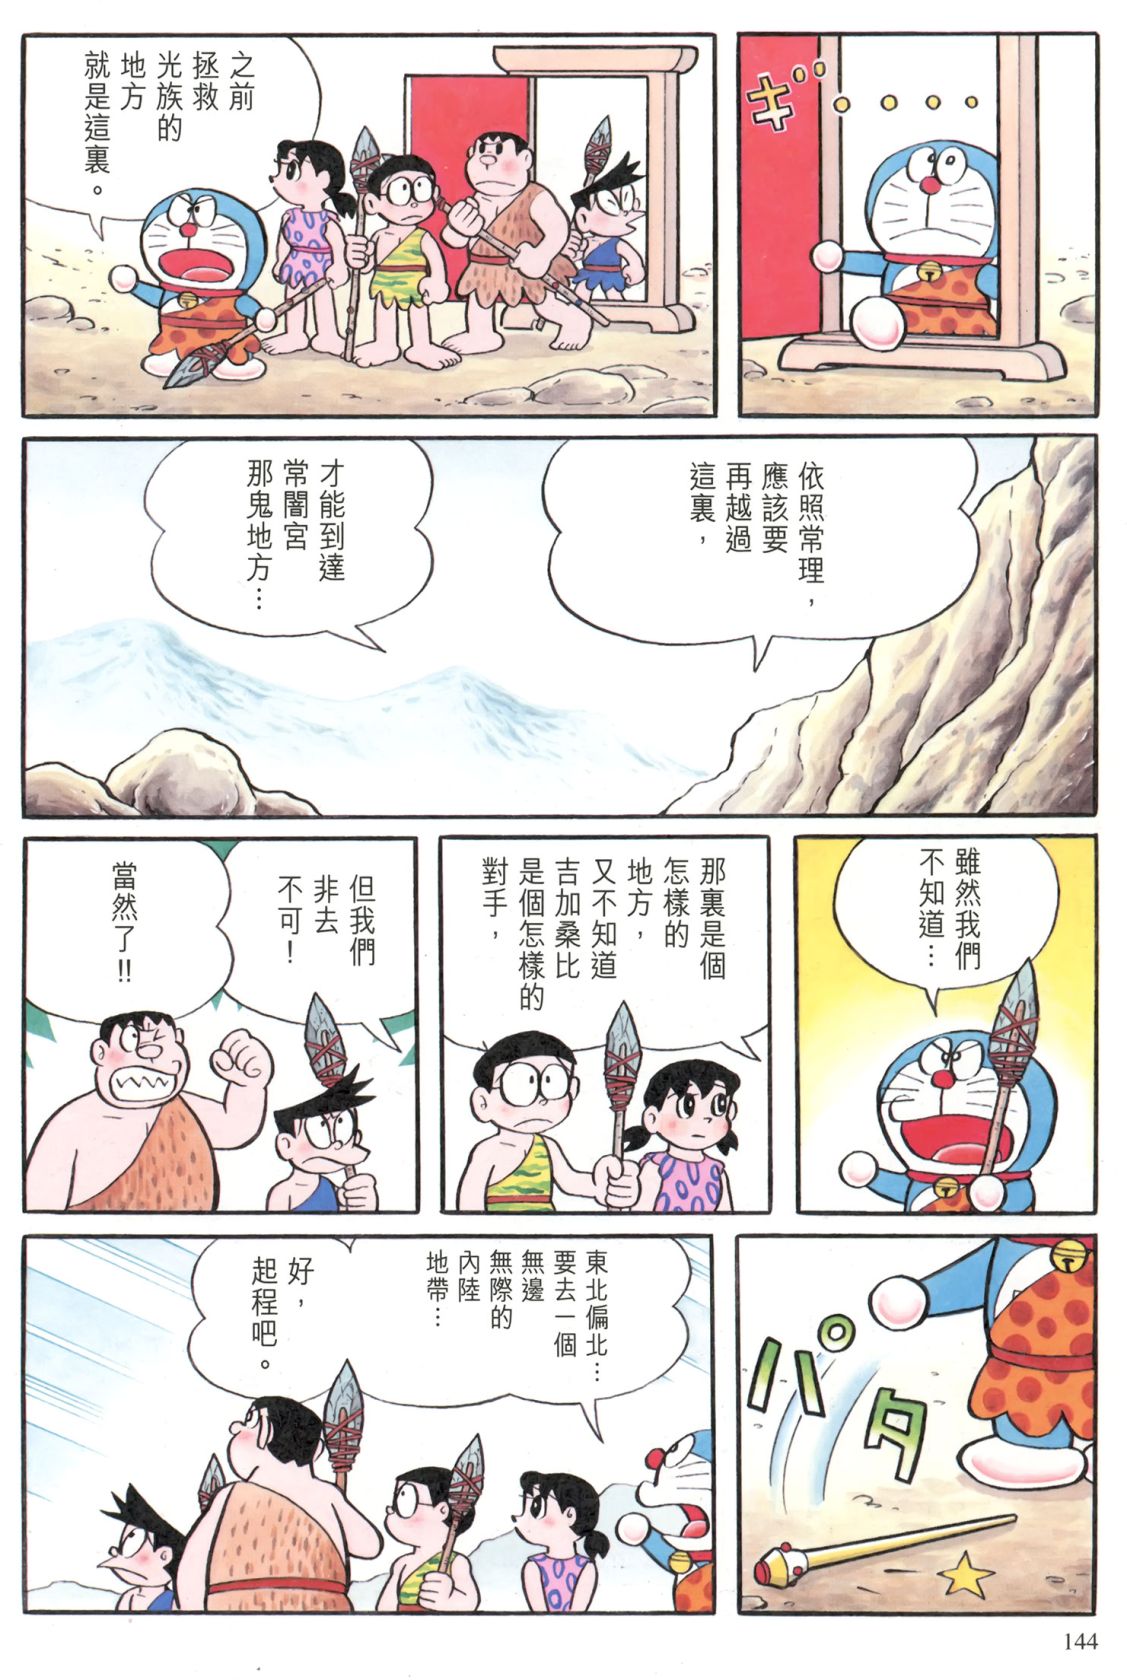 ギ
之前
拯救
光族的
地方
就是這裏。
依照常理，
應該要
再越過
這裏，
才能到達
常闇宮
那鬼地方…
雖然我們
不知道…
那裏是個
怎樣的
地方，
又不知道
吉加桑比
是個怎樣的
對手，
但我們
非去
不可！
當然了!!
パタ
東北偏北…
要去一個
無邊
無際的
內陸
地帶…
好，
起程吧。
144